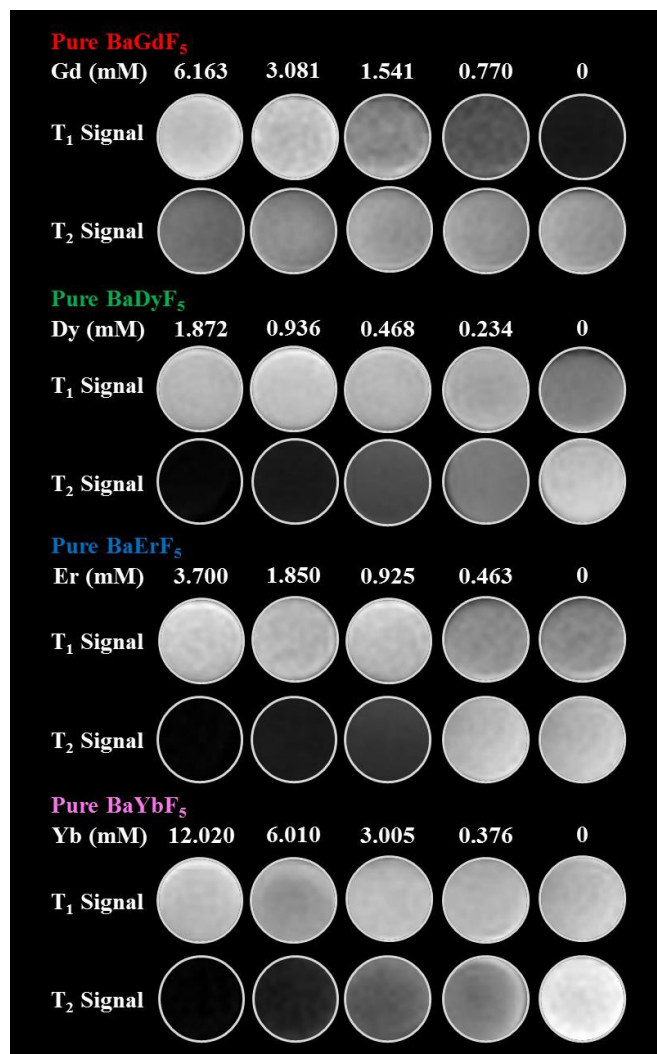 Pure BaGdF₅
Gd (mM) 6.163 3.081 1.541 0.770 0
T₁ Signal
T₂ Signal
Pure BaDyF₅
Dy (mM) 1.872 0.936 0.468 0.234 0
T₁ Signal
T₂ Signal
Pure BaErF₅
Er (mM) 3.700 1.850 0.925 0.463 0
T₁ Signal
T₂ Signal
Pure BaYbF₅
Yb (mM) 12.020 6.010 3.005 0.376 0
T₁ Signal
T₂ Signal